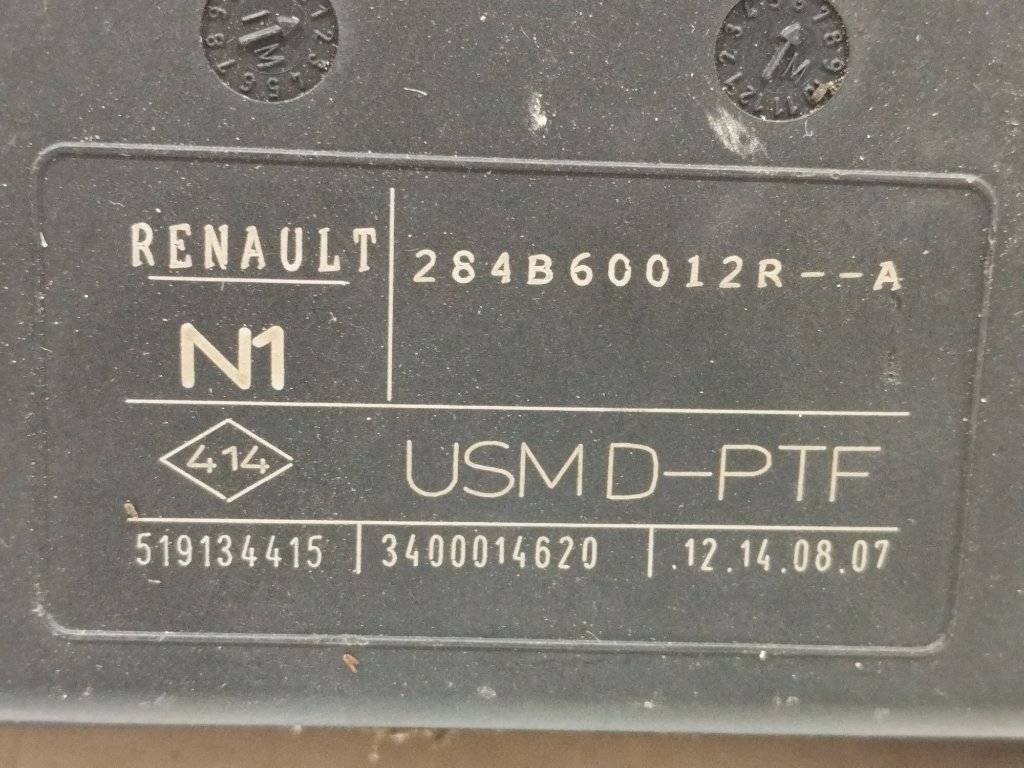 RENAULT
284B60012R--A
N1
414
USM D-PTF
519134415 3400014620 .12.14.08.07